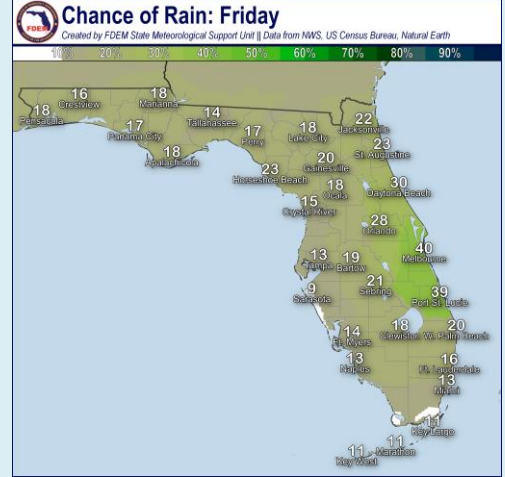 FDEM
Chance of Rain: Friday
Created by FDEM State Meteorological Support Unit || Data from NWS, US Census Bureau, Natural Earth
10% 20% 30% 40% 50% 60% 70% 80% 90%
16
Crestview
18
Marianna
18
Pensacola
14
Tallahassee
22
Jacksonville
17
Panama City
17
Perry
18
Lake City
23
St. Augustine
18
Apalachicola
20
Gainesville
23
Horseshoe Beach
18
Ocala
30
Daytona Beach
15
Crystal River
28
Orlando
40
Melbourne
13
Tampa
19
Bartow
21
Sebring
9
Sarasota
39
Port St. Lucie
14
Ft. Myers
18
Clewiston
20
W. Palm Beach
13
Naples
16
Ft. Lauderdale
13
Miami
11
Key Largo
11
Marathon
11
Key West